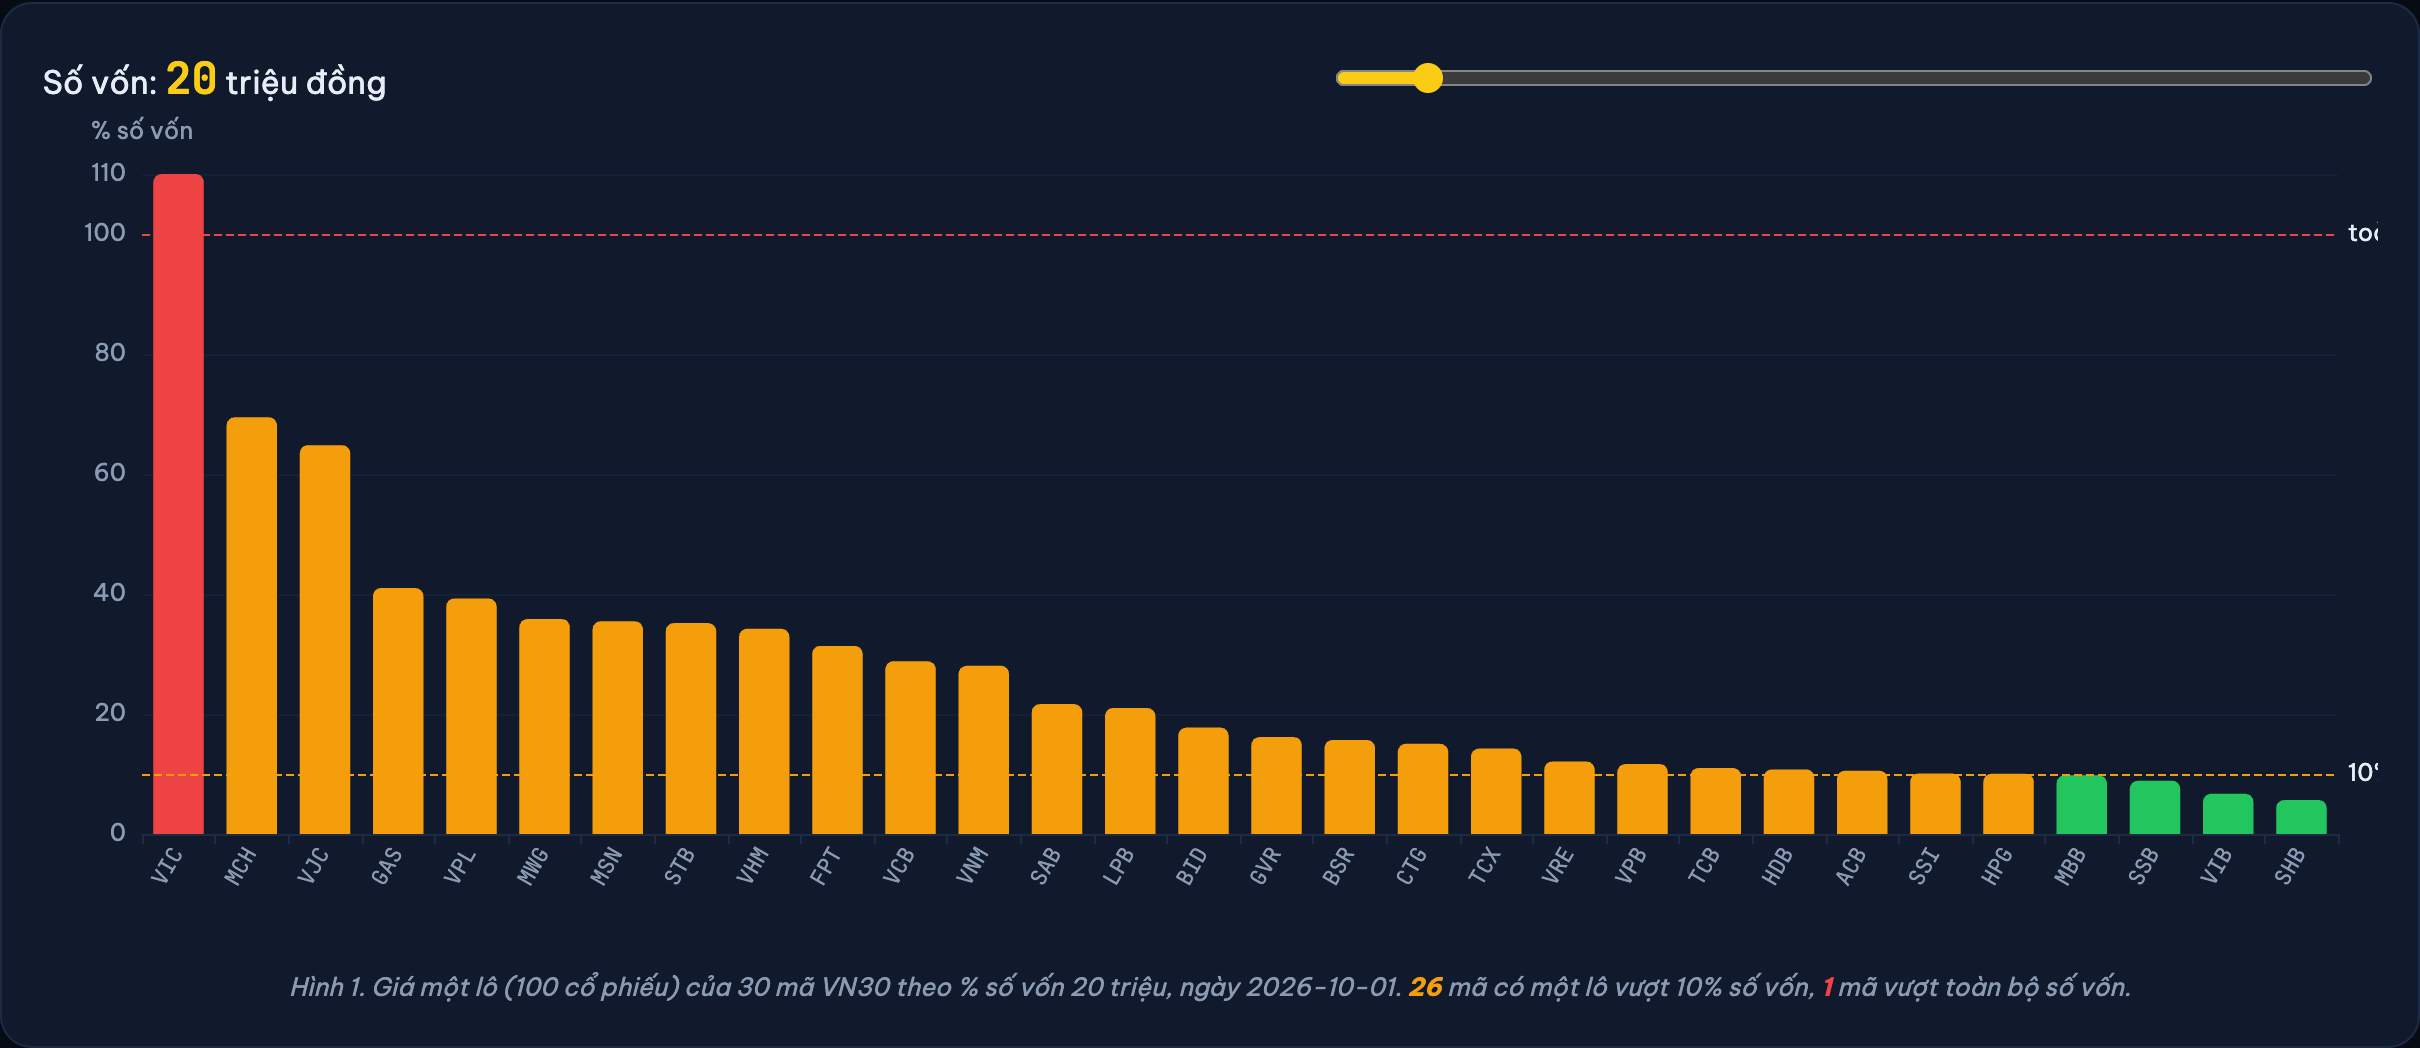 Số vốn: 20 triệu đồng
% số vốn
110
100
80
60
40
20
10
0
VIC
MCH
VJC
GAS
VPL
MWG
MSN
STB
VHM
FPT
VCB
VNM
SAB
LPB
BID
GVR
BSR
CTG
TCX
VRE
VPB
TCB
HDB
ACB
SSI
HPG
MBB
SSB
VIB
SHB
Hình 1. Giá một lô (100 cổ phiếu) của 30 mã VN30 theo % số vốn 20 triệu, ngày 2026-10-01. 26 mã có một lô vượt 10% số vốn, 1 mã vượt toàn bộ số vốn.